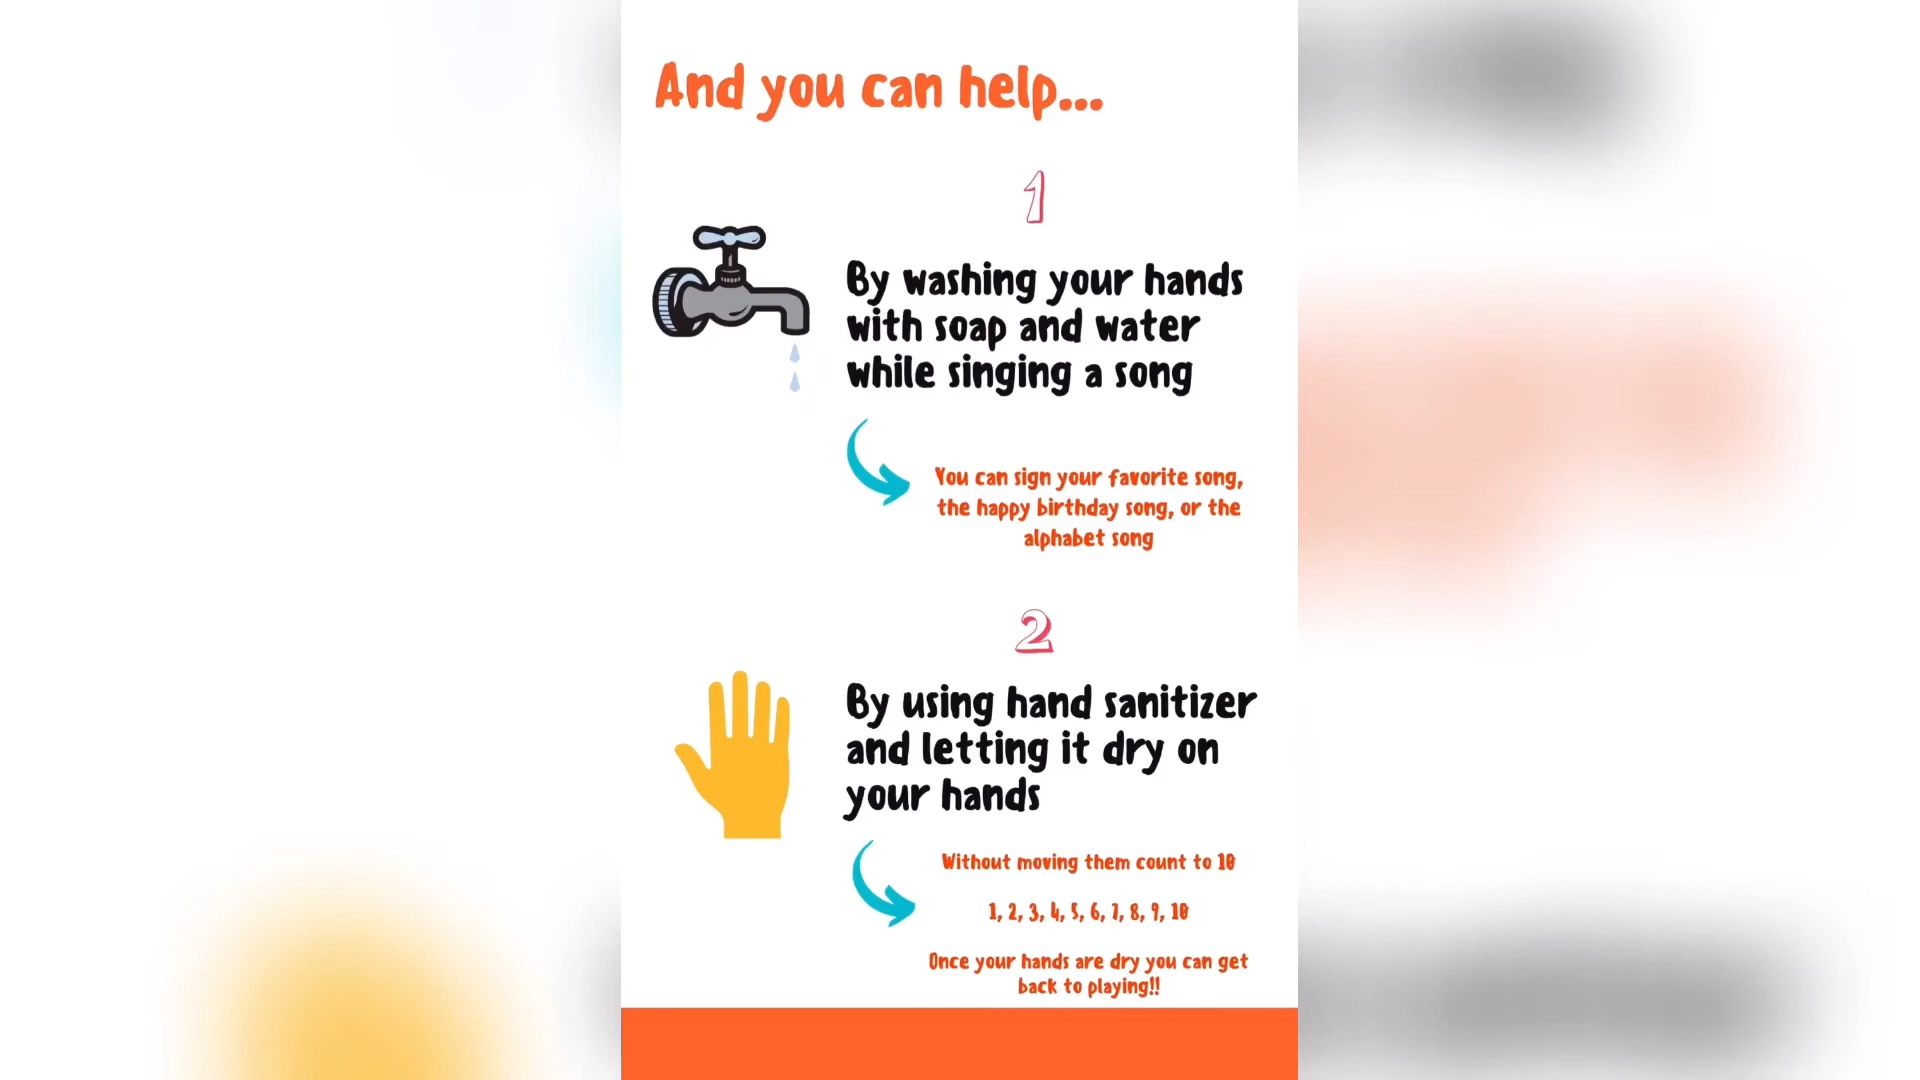 And you can help...
1
By washing your hands
with soap and water
while singing a song
You can sign your favorite song,
the happy birthday song, or the
alphabet song
2
By using hand sanitizer
and letting it dry on
your hands
Without moving them count to 10
1, 2, 3, 4, 5, 6, 7, 8, 9, 10
Once your hands are dry you can get
back to playing!!